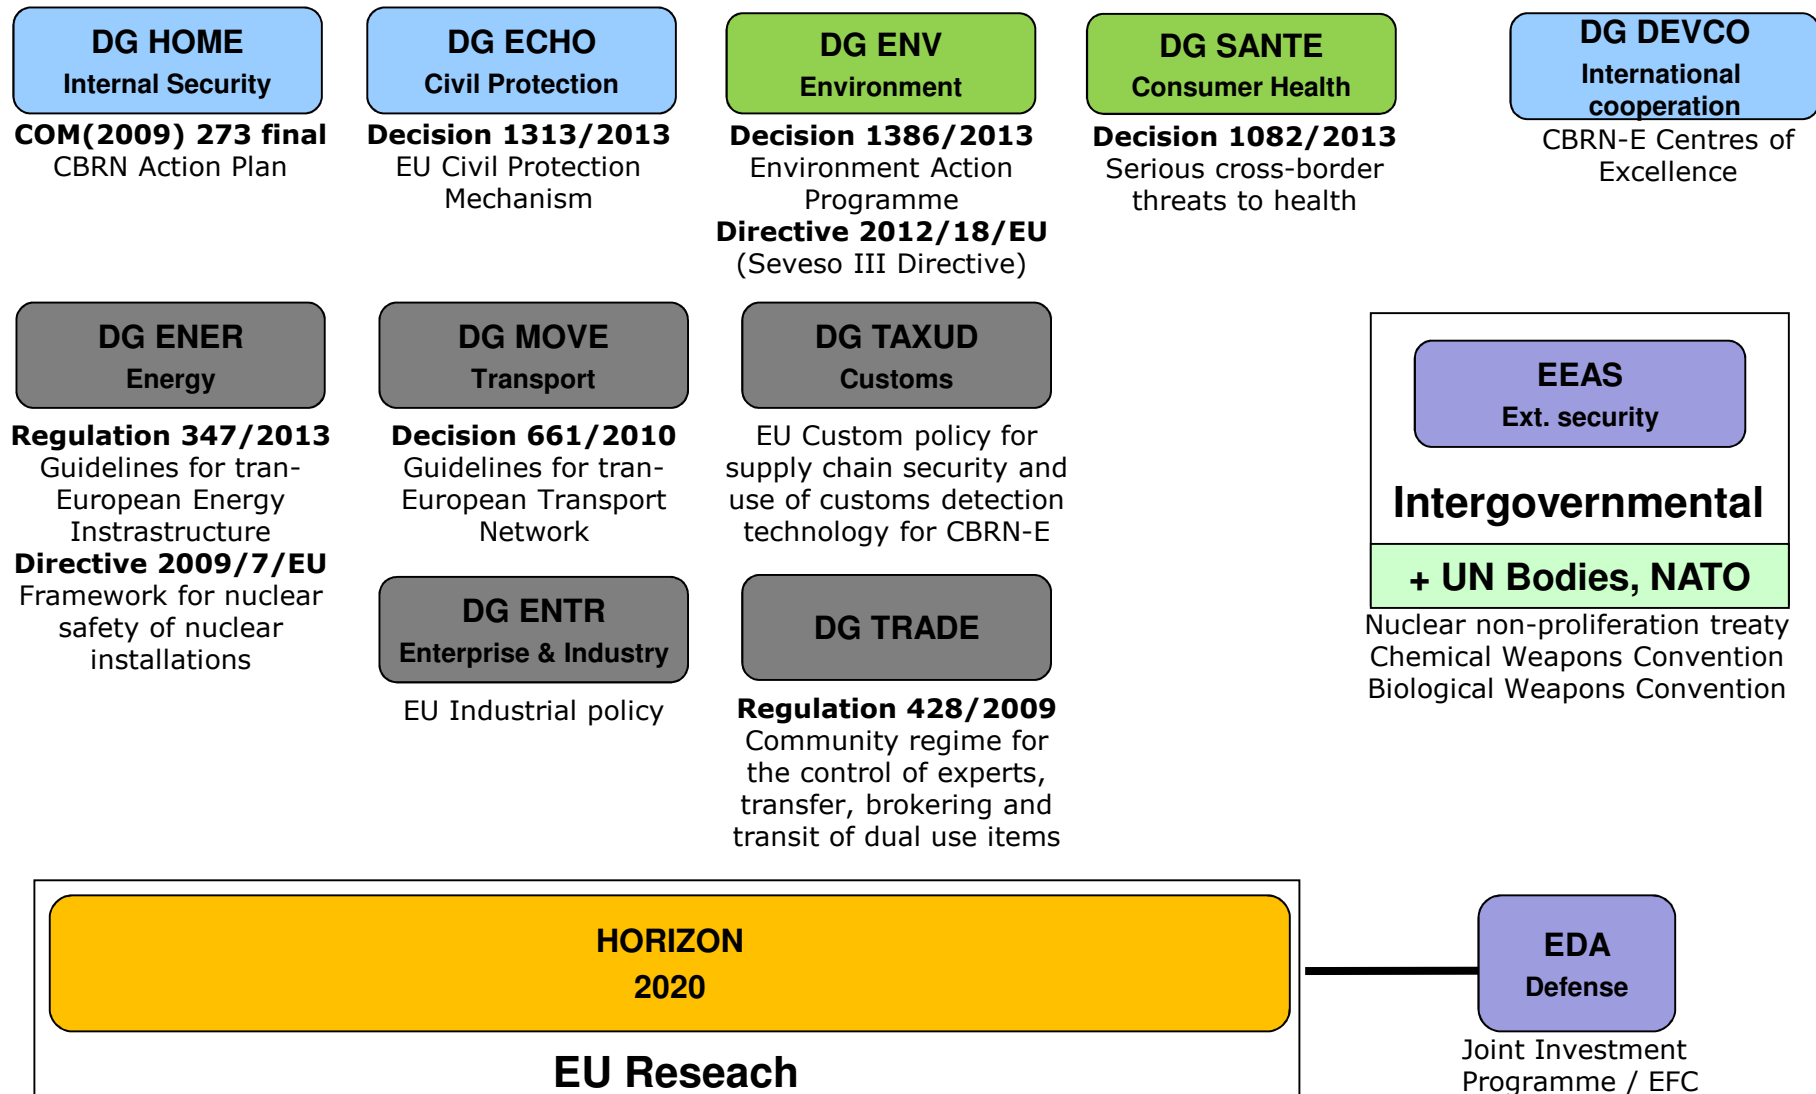 DG HOME
Internal Security
COM(2009) 273 final
CBRN Action Plan
DG ECHO
Civil Protection
Decision 1313/2013
EU Civil Protection
Mechanism
DG ENV
Environment
Decision 1386/2013
Environment Action
Programme
Directive 2012/18/EU
(Seveso III Directive)
DG SANTE
Consumer Health
Decision 1082/2013
Serious cross-border
threats to health
DG DEVCO
International
cooperation
CBRN-E Centres of
Excellence
DG ENER
Energy
Regulation 347/2013
Guidelines for tran-
European Energy
Instrastructure
Directive 2009/7/EU
Framework for nuclear
safety of nuclear
installations
DG MOVE
Transport
Decision 661/2010
Guidelines for tran-
European Transport
Network
DG ENTR
Enterprise & Industry
EU Industrial policy
DG TAXUD
Customs
EU Custom policy for
supply chain security and
use of customs detection
technology for CBRN-E
DG TRADE
Regulation 428/2009
Community regime for
the control of experts,
transfer, brokering and
transit of dual use items
EEAS
Ext. security
Intergovernmental
+ UN Bodies, NATO
Nuclear non-proliferation treaty
Chemical Weapons Convention
Biological Weapons Convention
HORIZON
2020
EU Reseach
EDA
Defense
Joint Investment
Programme / EFC